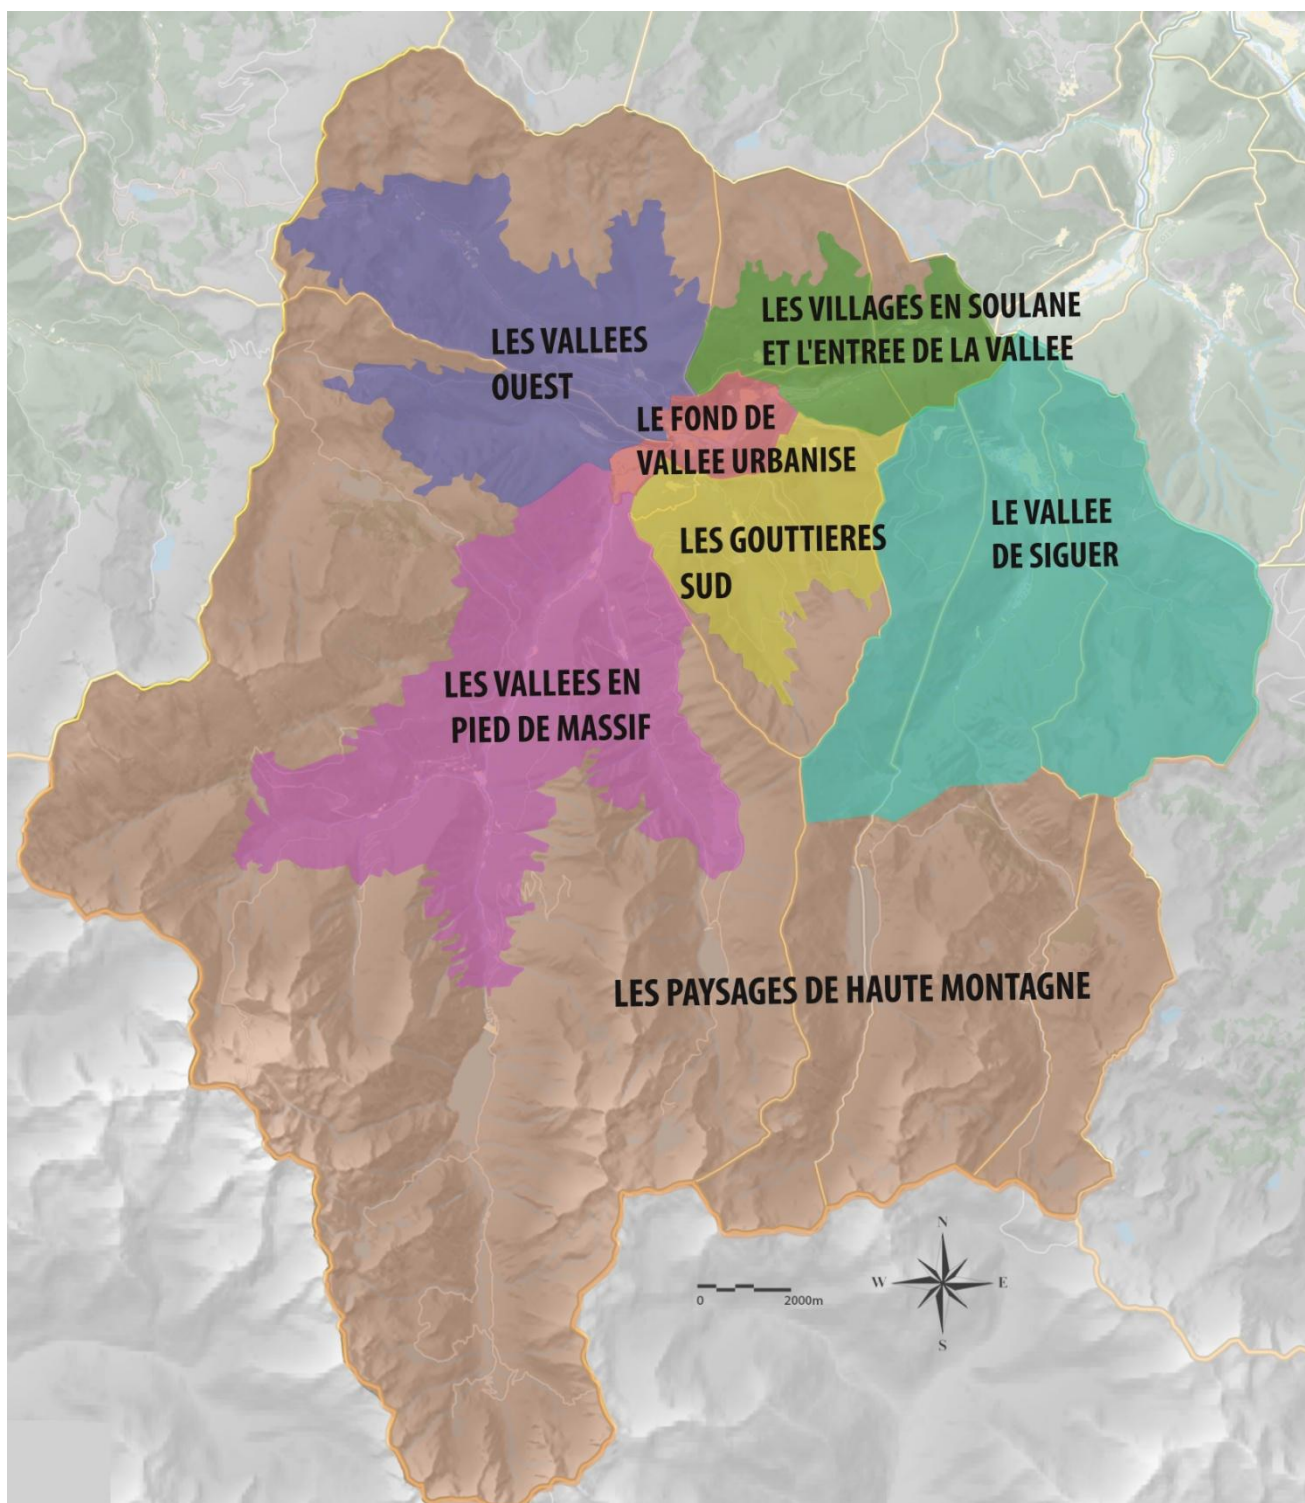 LES VILLAGES EN SOULANE
ET L'ENTREE DE LA VALLEE
LES VALLEES
OUEST
LE FOND DE
VALLEE URBANISE
LES GOUTTIERES
SUD
LE VALLEE
DE SIGUER
LES VALLEES EN
PIED DE MASSIF
LES PAYSAGES DE HAUTE MONTAGNE
N
W
E
S
0
2000m